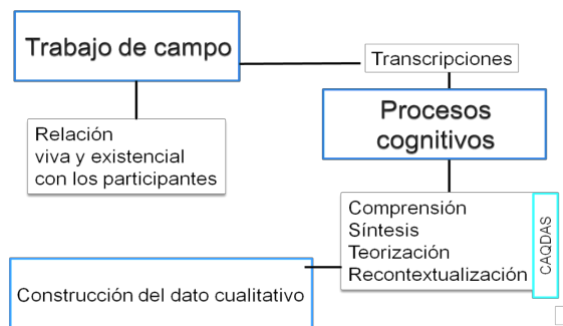 Trabajo de campo
Transcripciones
Relación
viva y existencial
con los participantes
Procesos
cognitivos
Comprensión
Síntesis
Teorización
Recontextualización
CAQDAS
Construcción del dato cualitativo